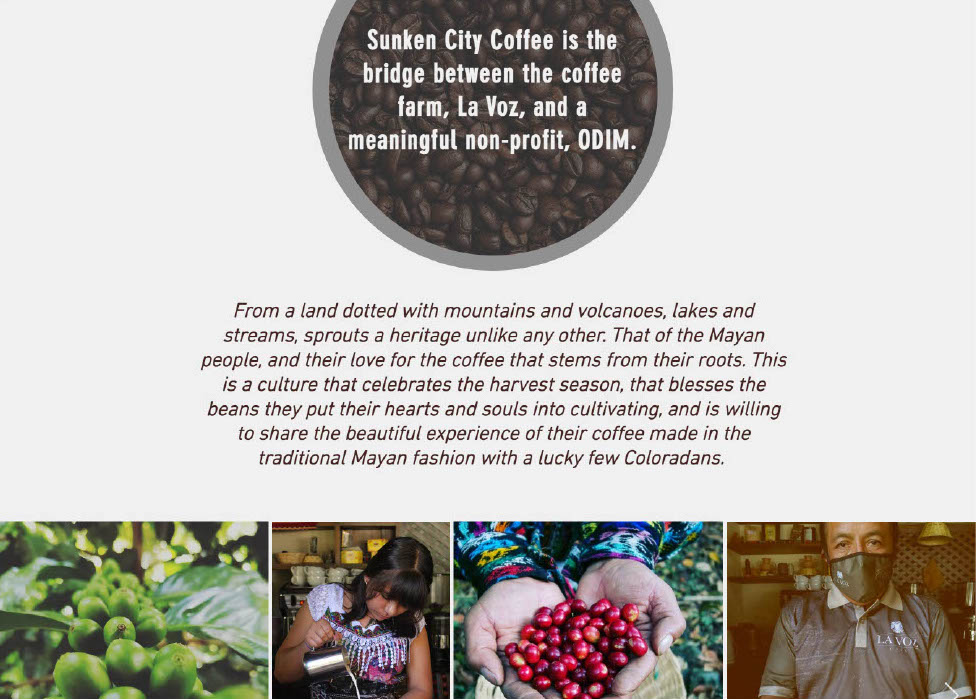 Sunken City Coffee is the
bridge between the coffee
farm, La Voz, and a
meaningful non-profit, ODIM.
From a land dotted with mountains and volcanoes, lakes and
streams, sprouts a heritage unlike any other. That of the Mayan
people, and their love for the coffee that stems from their roots. This
is a culture that celebrates the harvest season, that blesses the
beans they put their hearts and souls into cultivating, and is willing
to share the beautiful experience of their coffee made in the
traditional Mayan fashion with a lucky few Coloradans.
LA VOZ